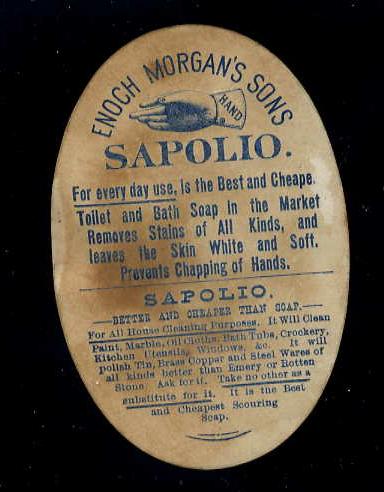 ENOCH MORGAN'S SONS
HAND
SAPOLIO.
For every day use, is the Best and Cheape.
Toilet and Bath Soap in the Market
Removes Stains of All Kinds, and
leaves the Skin White and Soft.
Prevents Chapping of Hands.
SAPOLIO.
—BETTER AND CHEAPER THAN SOAP.—
For All House Cleaning Purposes. It Will Clean
Paint, Marble, Oil Cloths, Bath Tubs, Crockery,
Kitchen Utensils, Windows, &c. It will
polish Tin, Brass Copper and Steel Wares of
all kinds better than Emery or Rotten
Stone. Ask for it. Take no other as a
substitute for it. It is the Best
and Cheapest Scouring
Soap.